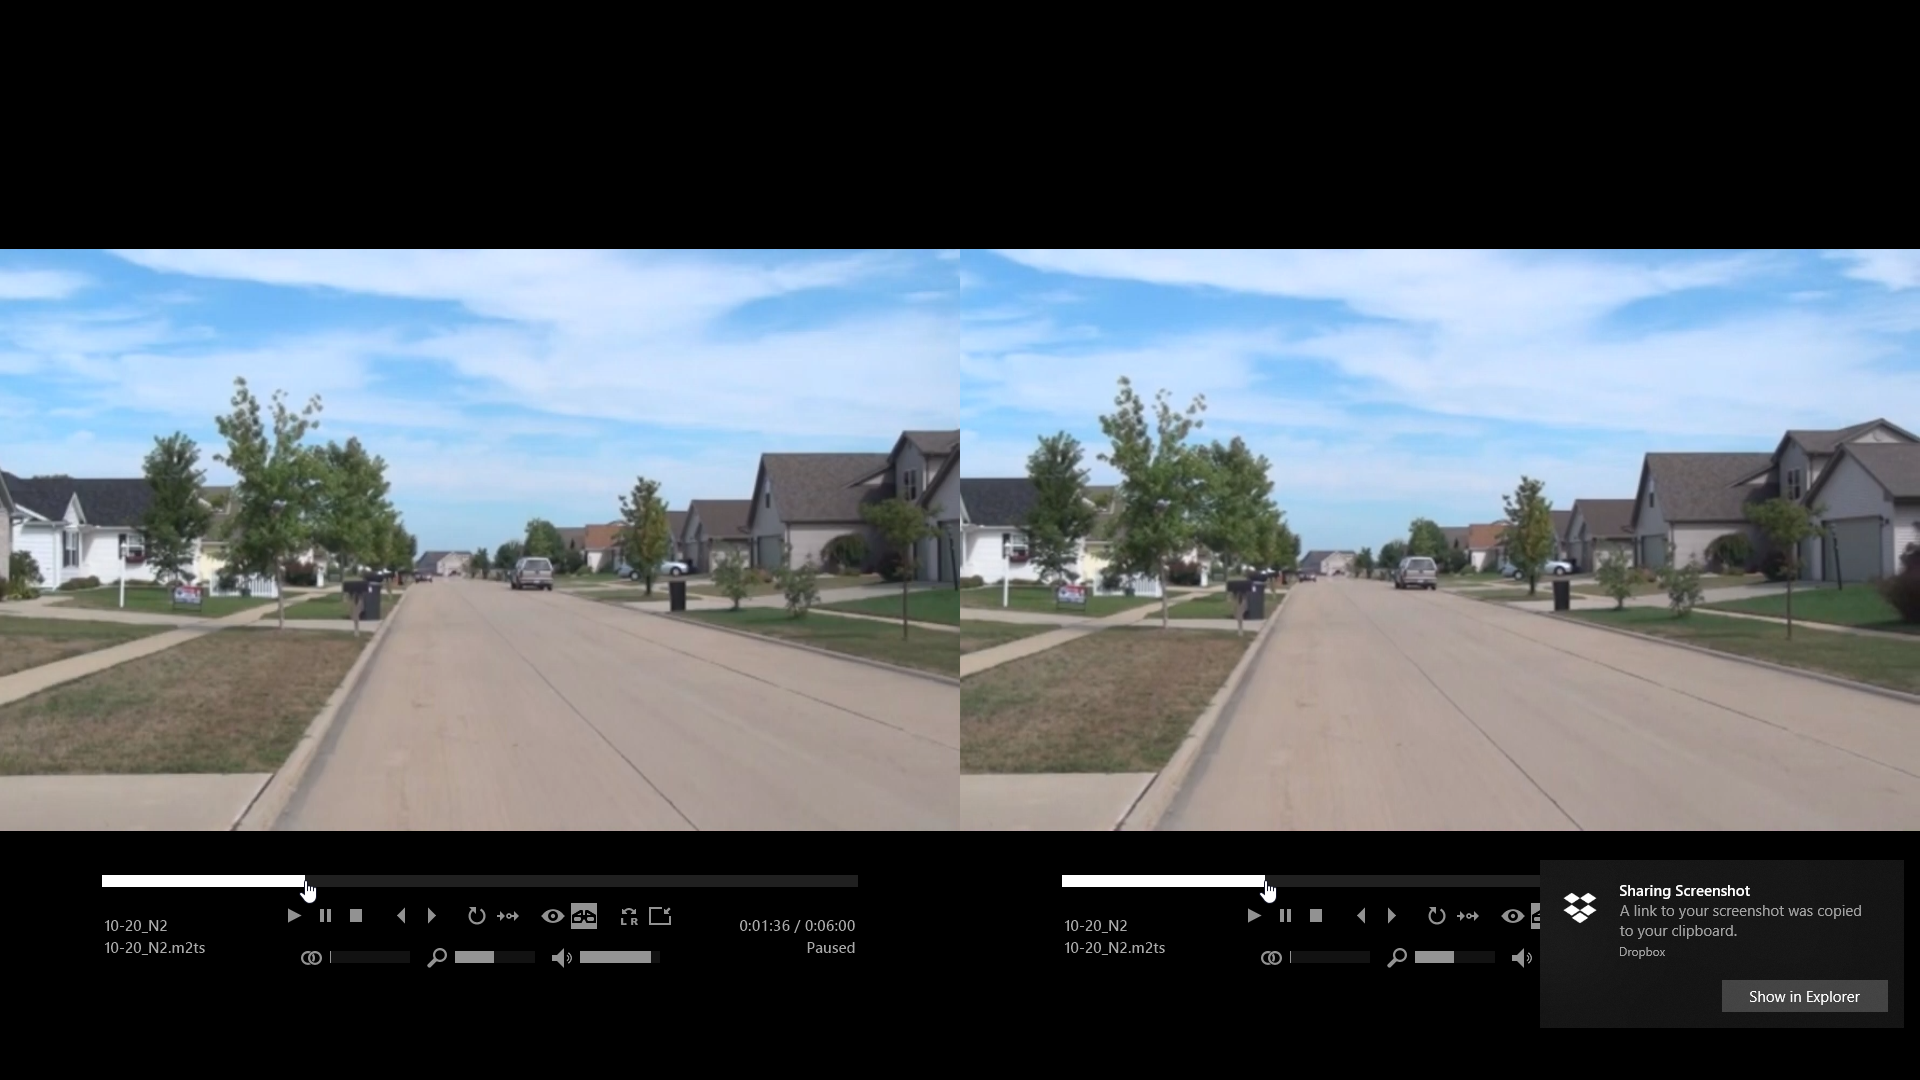 10-20_N2
10-20_N2.m2ts
L R
0:01:36 / 0:06:00
Paused
10-20_N2
10-20_N2.m2ts
Sharing Screenshot
A link to your screenshot was copied
to your clipboard.
Dropbox
Show in Explorer